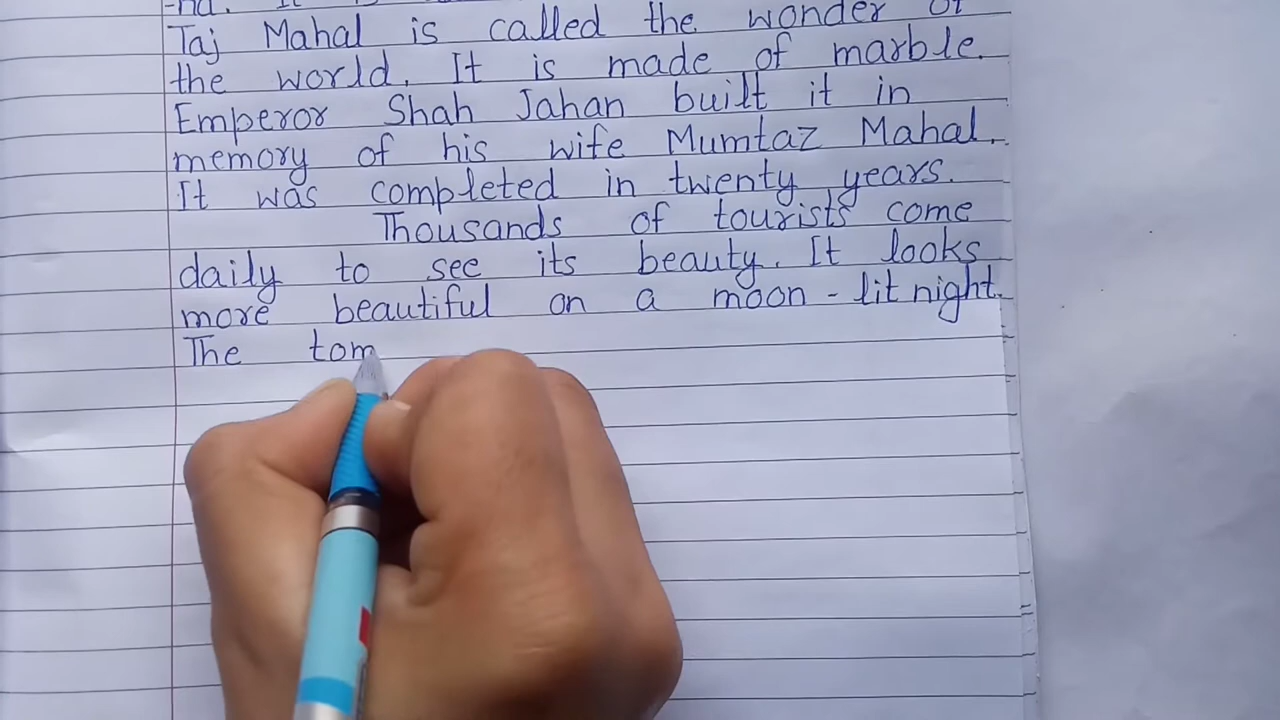 Taj Mahal is called the wonder of
the world. It is made of marble.
Emperor Shah Jahan built it in
memory of his wife Mumtaz Mahal.
It was completed in twenty years.
Thousands of tourists come
daily to see its beauty. It looks
more beautiful on a moon-lit night.
The tom